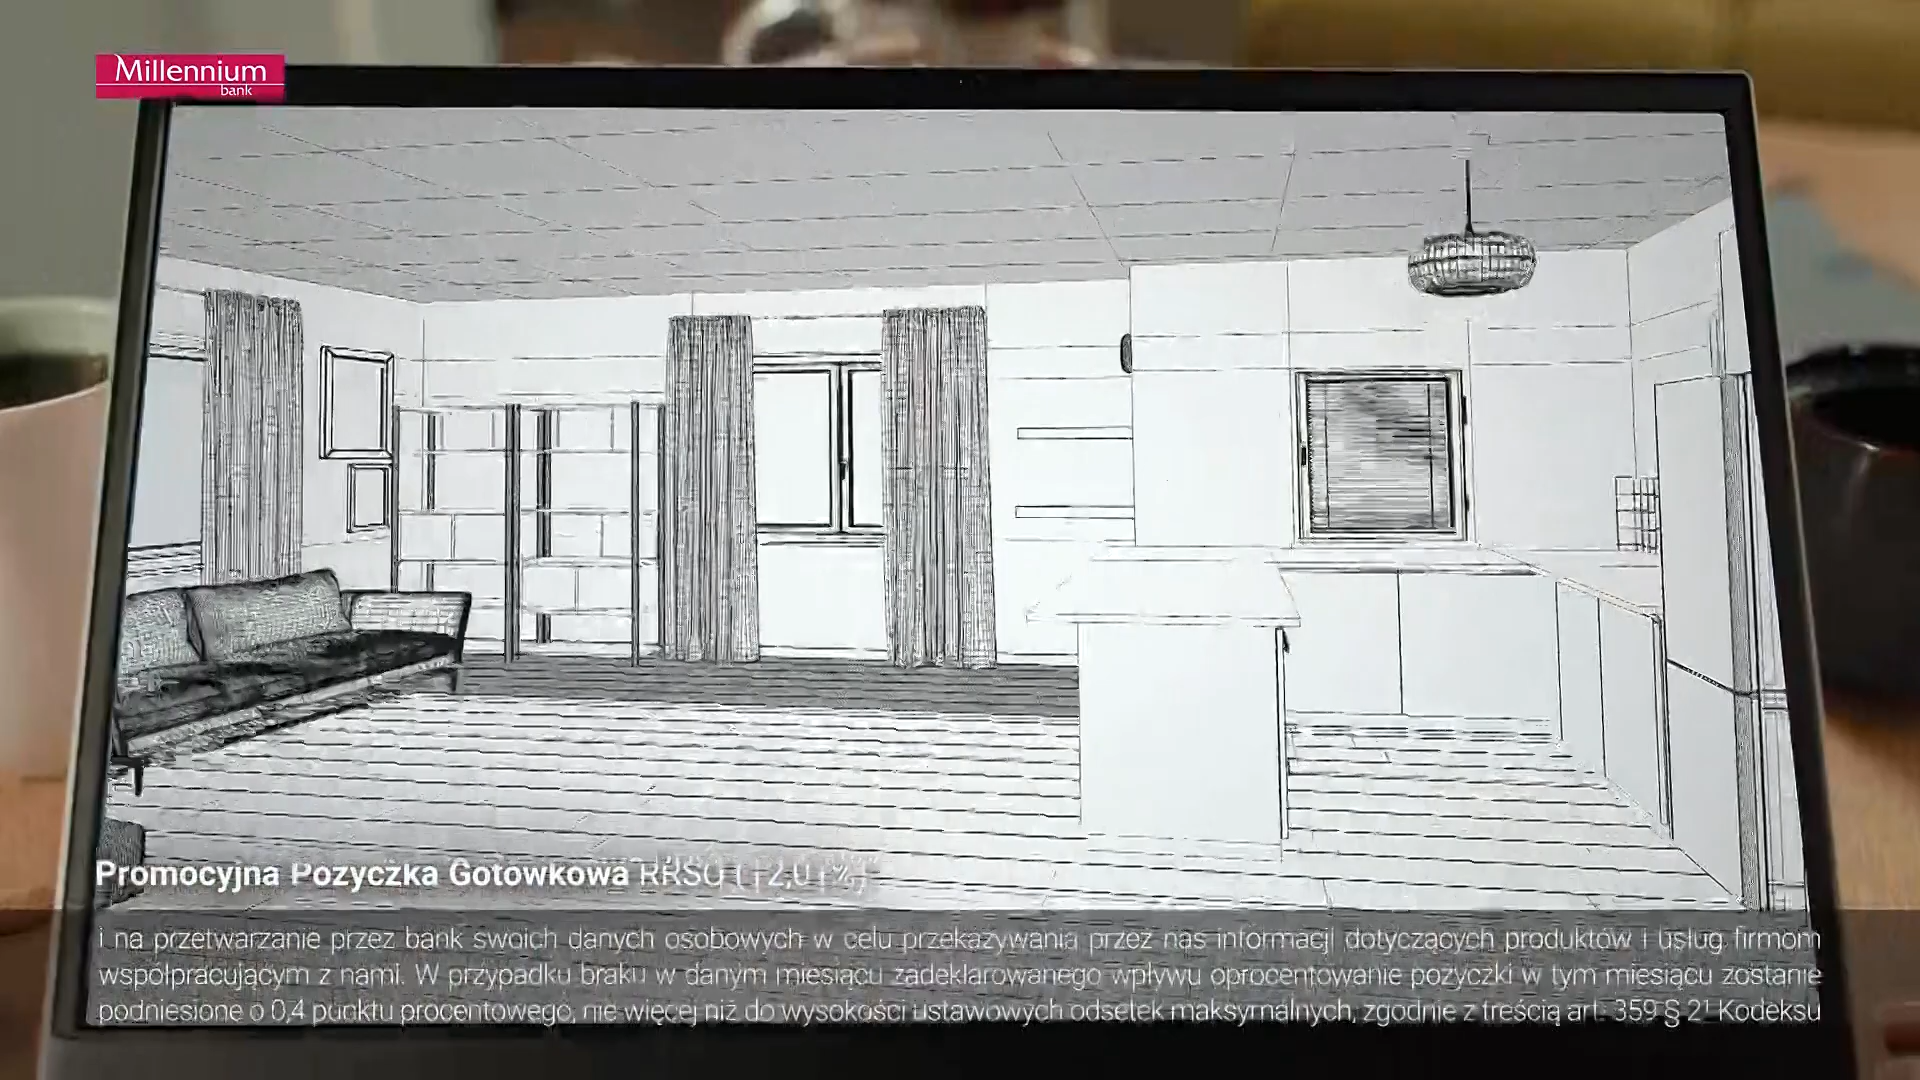 Millennium
bank
Promocyjna Pożyczka Gotówkowa RRSO
i na przetwarzanie przez bank swoich danych osobowych w celu przekazywania przez nas informacji dotyczących produktów i usług firmom
współpracującym z nami. W przypadku braku w danym miesiącu zadeklarowanego wpływu oprocentowanie pożyczki w tym miesiącu zostanie
podniesione o 0,4 punktu procentowego, nie więcej niż do wysokości ustawowych odsetek maksymalnych, zgodnie z treścią art. 359 § 2¹ Kodeksu